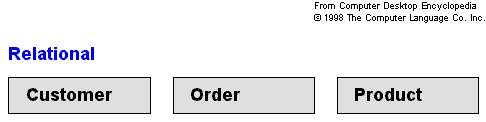 From Computer Desktop Encyclopedia
© 1998 The Computer Language Co. Inc.
Relational
Customer Order Product